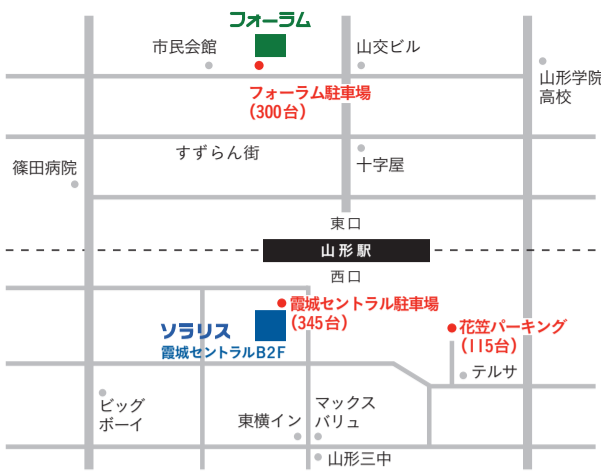 フォーラム
市民会館
山交ビル
山形学院
高校
フォーラム駐車場
(300台)
すずらん街
十字屋
篠田病院
東口
山形駅
西口
霞城セントラル駐車場
(345台)
ソラリス
霞城セントラルB2F
花笠パーキング
(115台)
テルサ
ビッグ
ボーイ
東横イン
マックス
バリュ
山形三中